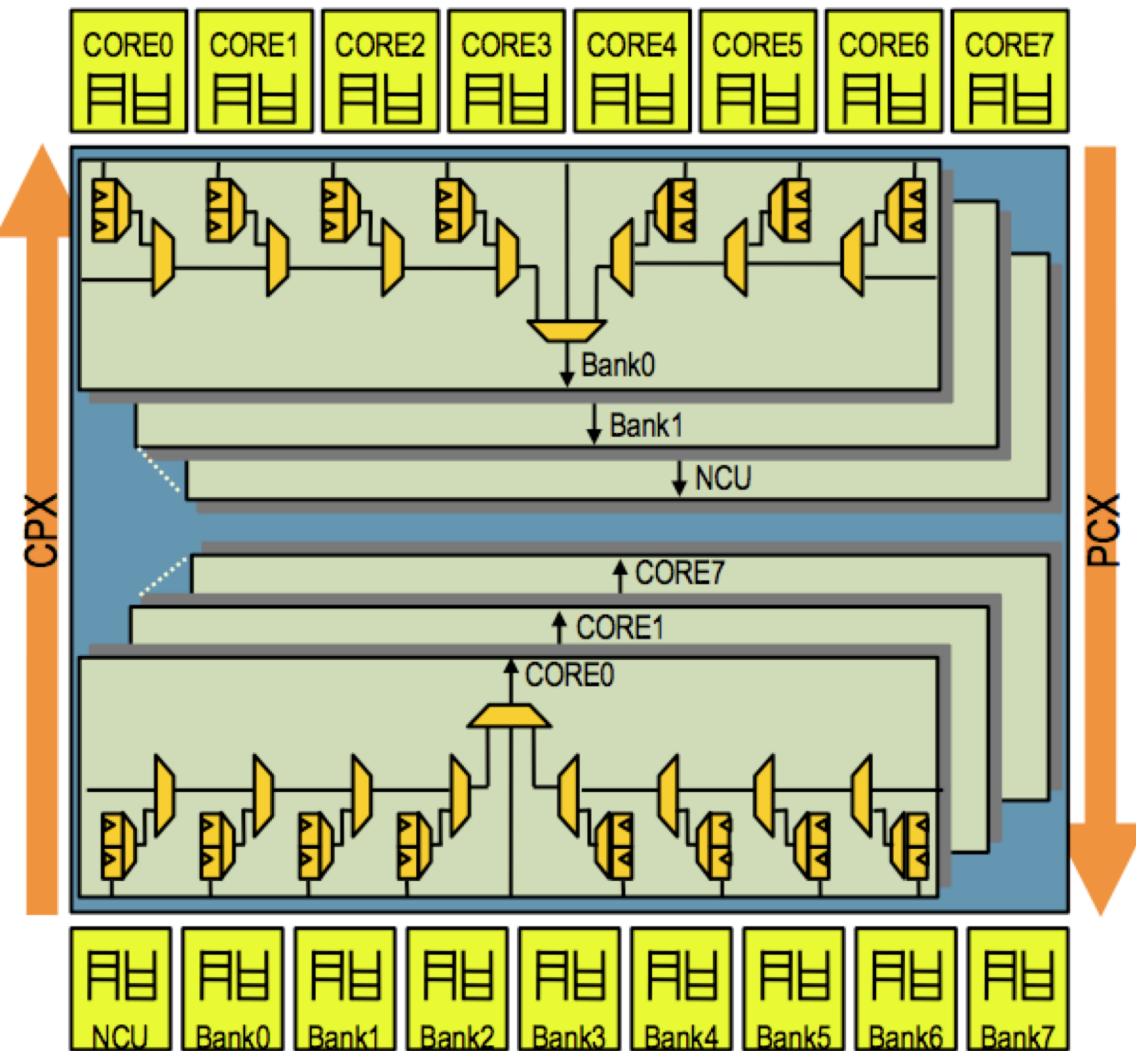 CORE0 CORE1 CORE2 CORE3 CORE4 CORE5 CORE6 CORE7
Bank0
Bank1
NCU
CPX
PCX
CORE7
CORE1
CORE0
NCU Bank0 Bank1 Bank2 Bank3 Bank4 Bank5 Bank6 Bank7